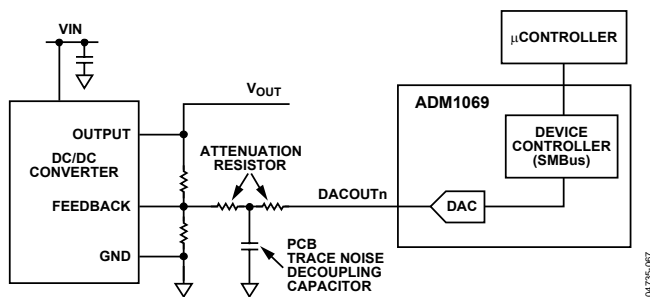 VIN
μCONTROLLER
VOUT
ADM1069
OUTPUT
DC/DC
CONVERTER
ATTENUATION
RESISTOR
DEVICE
CONTROLLER
(SMBus)
FEEDBACK
DACOUTn
DAC
GND
PCB
TRACE NOISE
DECOUPLING
CAPACITOR
04735-067